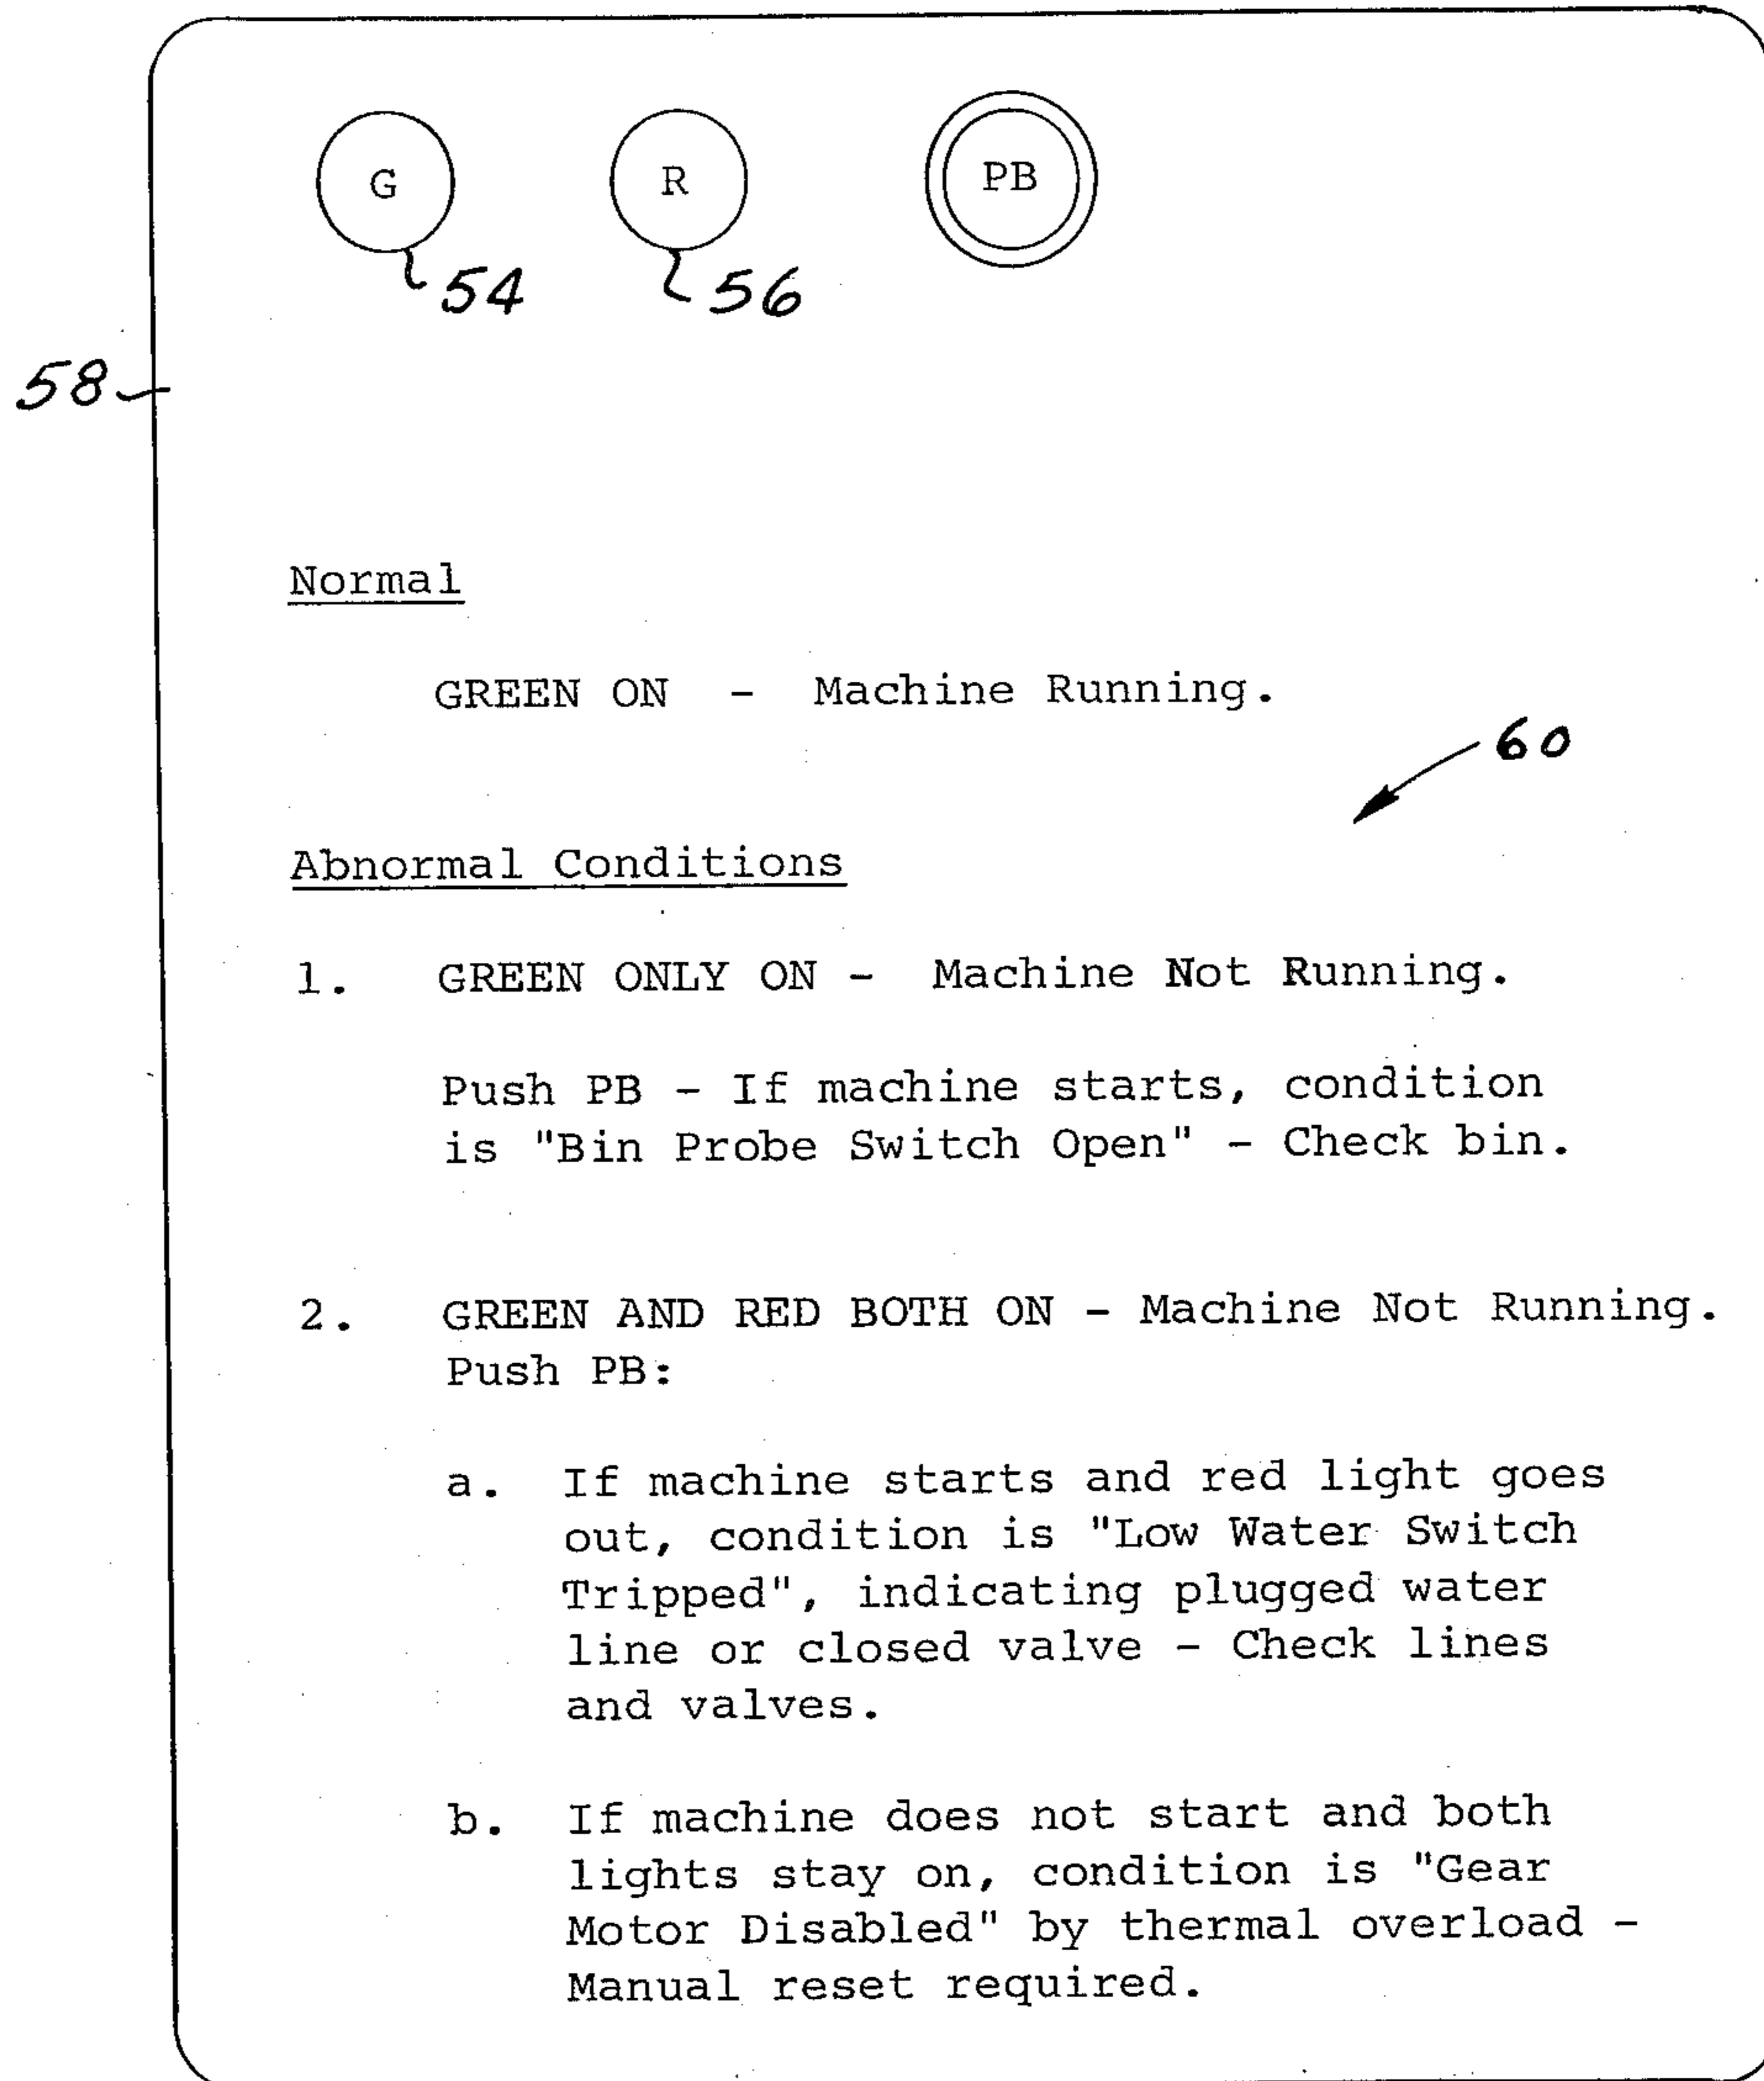 G R PB
54 56
58
Normal
GREEN ON - Machine Running.
60
Abnormal Conditions
1. GREEN ONLY ON - Machine Not Running.
Push PB - If machine starts, condition
is "Bin Probe Switch Open" - Check bin.
2. GREEN AND RED BOTH ON - Machine Not Running.
Push PB:
a. If machine starts and red light goes
out, condition is "Low Water Switch
Tripped", indicating plugged water
line or closed valve - Check lines
and valves.
b. If machine does not start and both
lights stay on, condition is "Gear
Motor Disabled" by thermal overload -
Manual reset required.